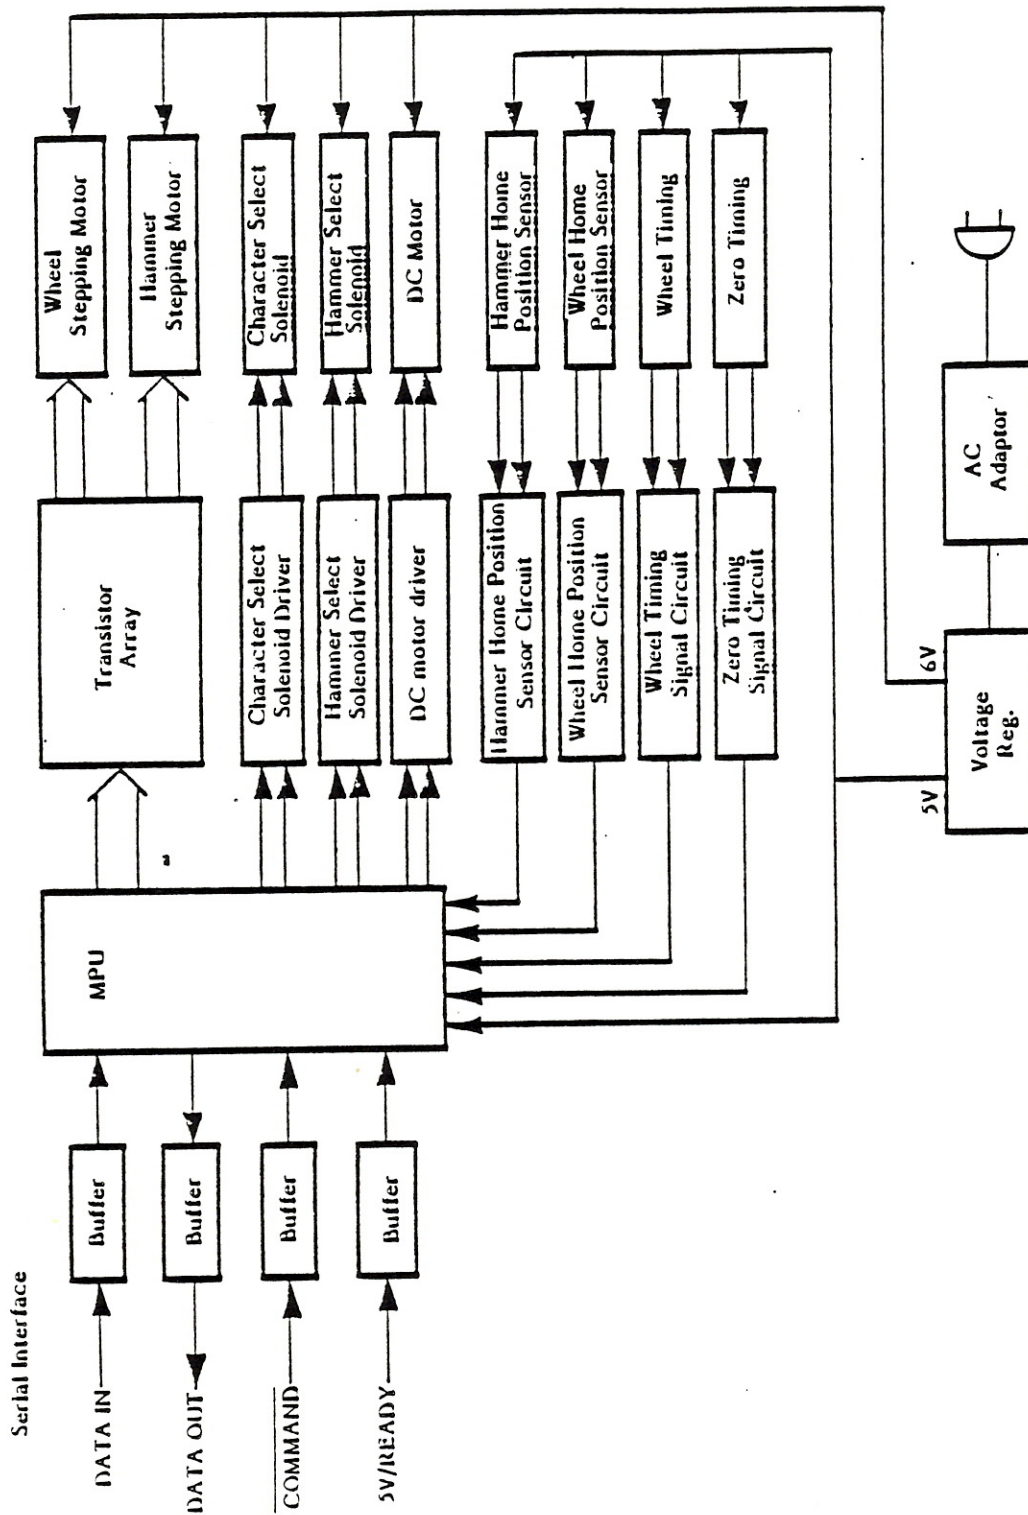 Serial Interface
DATA IN
DATA OUT
COMMAND
5V/READY
Buffer
Buffer
Buffer
Buffer
MPU
Transistor
Array
Character Select
Solenoid Driver
Hammer Select
Solenoid Driver
DC motor driver
Hammer Home Position
Sensor Circuit
Wheel Home Position
Sensor Circuit
Wheel Timing
Signal Circuit
Zero Timing
Signal Circuit
Wheel
Stepping Motor
Hammer
Stepping Motor
Character Select
Solenoid
Hammer Select
Solenoid
DC Motor
Hammer Home
Position Sensor
Wheel Home
Position Sensor
Wheel Timing
Zero Timing
5V
6V
Voltage
Reg.
AC
Adaptor